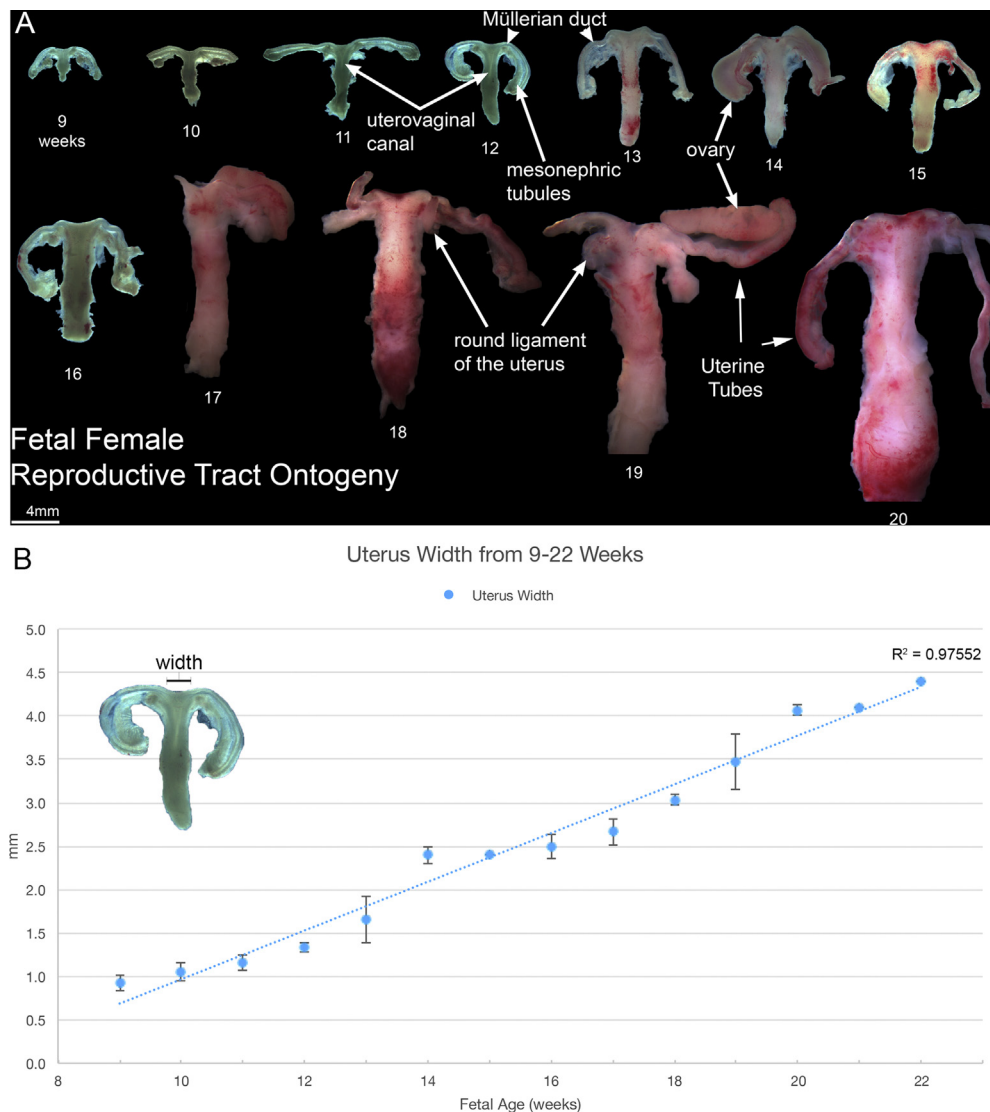 A
Müllerian duct
9
weeks
10
11
12
13
14
15
uterovaginal
canal
mesonephric
tubules
ovary
16
17
18
19
20
round ligament
of the uterus
Uterine
Tubes
Fetal Female
Reproductive Tract Ontogeny
4mm
B
Uterus Width from 9-22 Weeks
Uterus Width
5.0
4.5
4.0
3.5
3.0
2.5
2.0
1.5
1.0
0.5
0.0
mm
width
R² = 0.97552
8
10
12
14
16
18
20
22
Fetal Age (weeks)